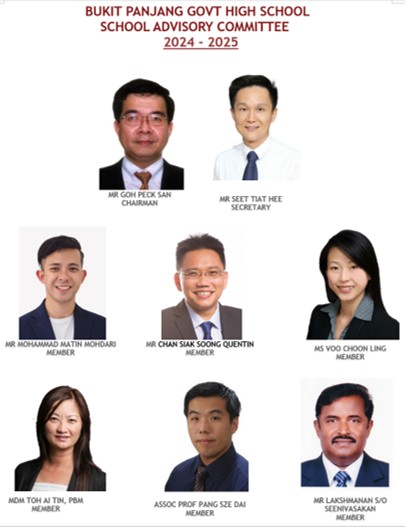 BUKIT PANJANG GOVT HIGH SCHOOL
SCHOOL ADVISORY COMMITTEE
2024 - 2025
MR GOH PECK SAN
CHAIRMAN
MR SEET TIAT HEE
SECRETARY
MR MOHAMMAD MATIN MOHDARI
MEMBER
MR CHAN SIAK SOONG QUENTIN
MEMBER
MS VOO CHOON LING
MEMBER
MDM TOH AI TIN, PBM
MEMBER
ASSOC PROF PANG SZE DAI
MEMBER
MR LAKSHMANAN S/O
SEENIVASAKAN
MEMBER